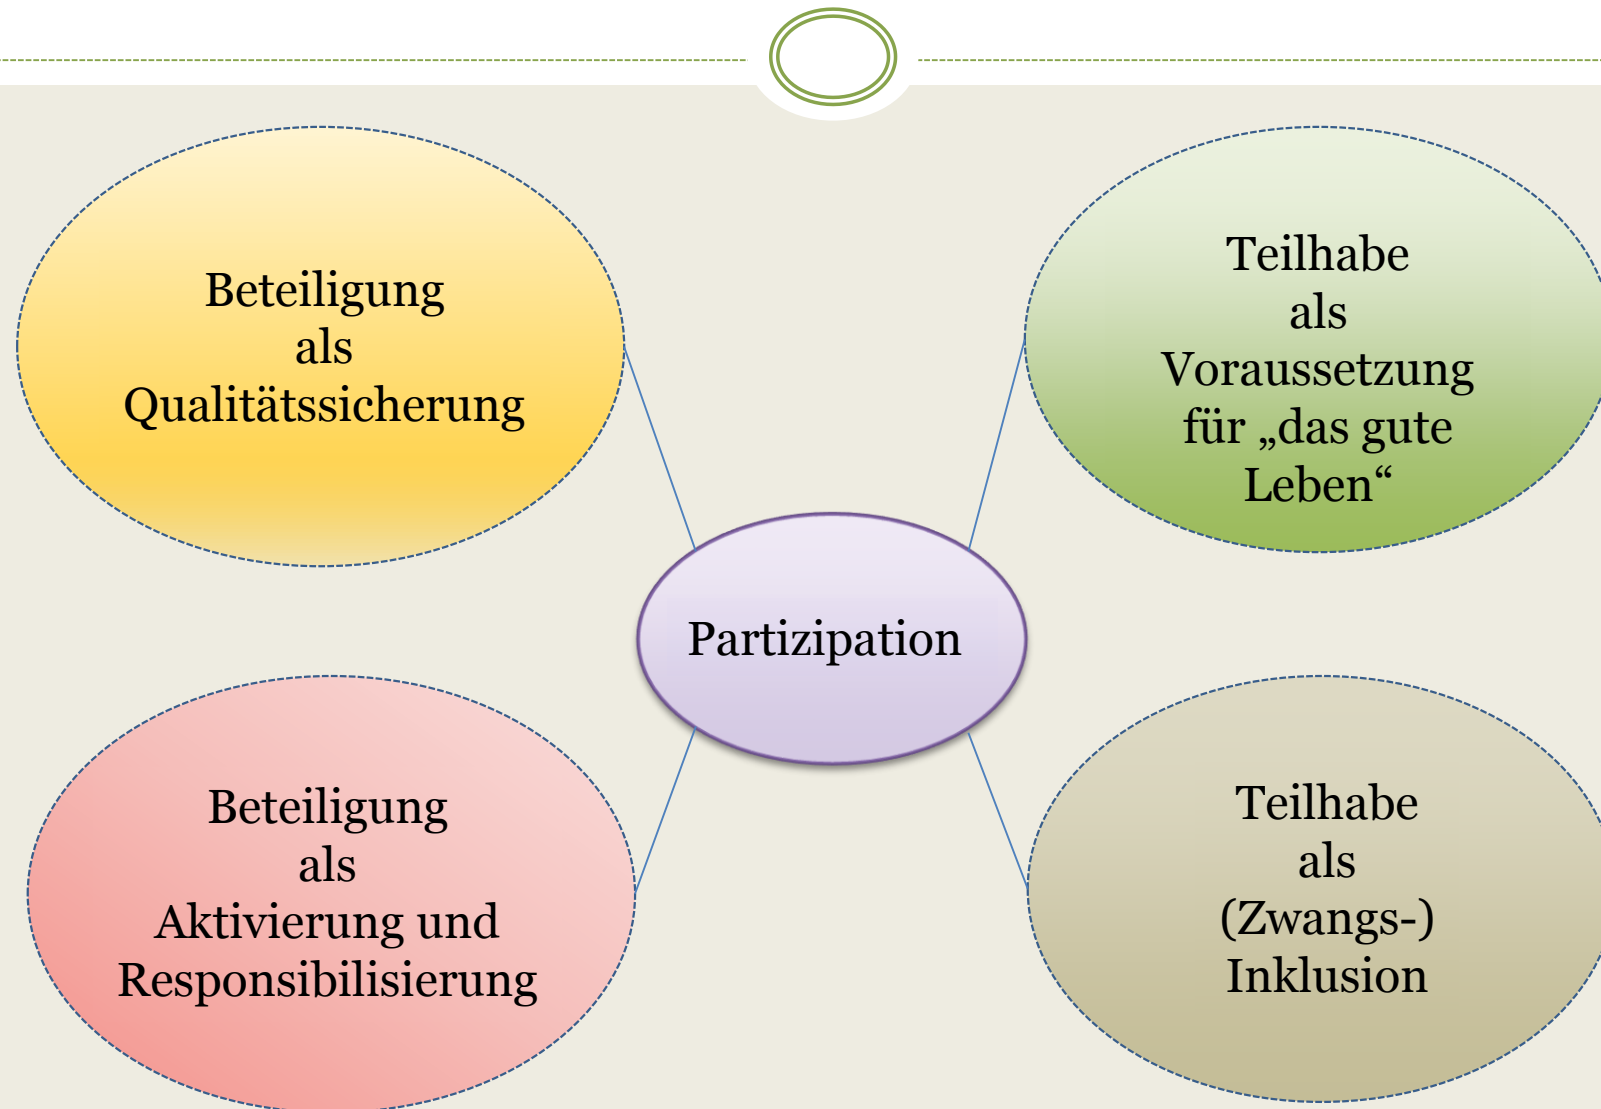 Beteiligung
als
Qualitätssicherung
Teilhabe
als
Voraussetzung
für „das gute
Leben“
Partizipation
Beteiligung
als
Aktivierung und
Responsibilisierung
Teilhabe
als
(Zwangs-)
Inklusion